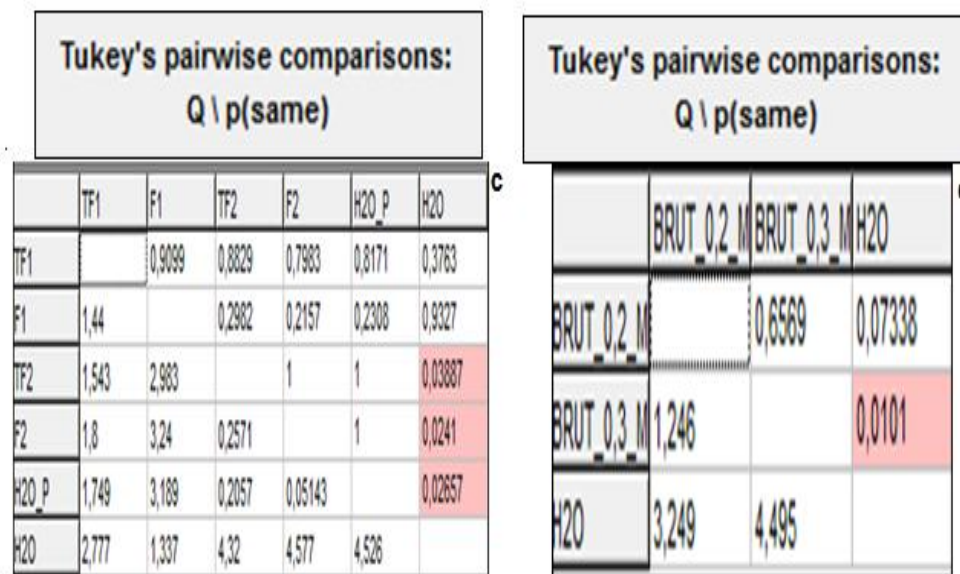 Tukey's pairwise comparisons:
Q \ p(same)
TF1 F1 TF2 F2 H2O_P H2O
TF1 0,9099 0,8829 0,7983 0,8171 0,3763
F1 1,44 0,2982 0,2157 0,2308 0,9327
TF2 1,543 2,983 1 1 0,03887
F2 1,8 3,24 0,2571 1 0,0241
H2O_P 1,749 3,189 0,2057 0,05143 0,02657
H2O 2,777 1,337 4,32 4,577 4,526
c
Tukey's pairwise comparisons:
Q \ p(same)
BRUT_0,2_M BRUT_0,3_M H2O
BRUT_0,2_M 0,6569 0,07338
BRUT_0,3_M 1,246 0,0101
H2O 3,249 4,495